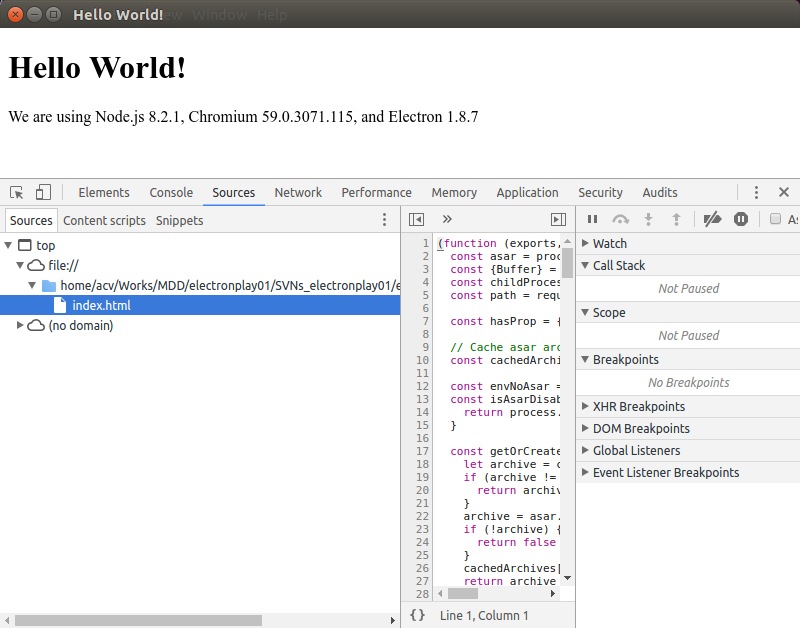 Hello World!
Window Help
Hello World!
We are using Node.js 8.2.1, Chromium 59.0.3071.115, and Electron 1.8.7
Elements Console Sources Network Performance Memory Application Security Audits
Sources Content scripts Snippets
top
file://
home/acv/Works/MDD/electronplay01/SVNs_electronplay01/e
index.html
(no domain)
1 (function (exports,
2 const asar = proc
3 const {Buffer} =
4 const childProces
5 const path = requ
6
7 const hasProp = {
8
9 // Cache asar arc
10 const cachedArchi
11
12 const envNoAsar =
13 const isAsarDisab
14 return process.
15 }
16
17 const getOrCreate
18 let archive = c
19 if (archive !=
20 return archiv
21 }
22 archive = asar.
23 if (!archive) {
24 return false
25 }
26 cachedArchives[
27 return archive
28
{} Line 1, Column 1
As
Watch
Call Stack
Not Paused
Scope
Not Paused
Breakpoints
No Breakpoints
XHR Breakpoints
DOM Breakpoints
Global Listeners
Event Listener Breakpoints